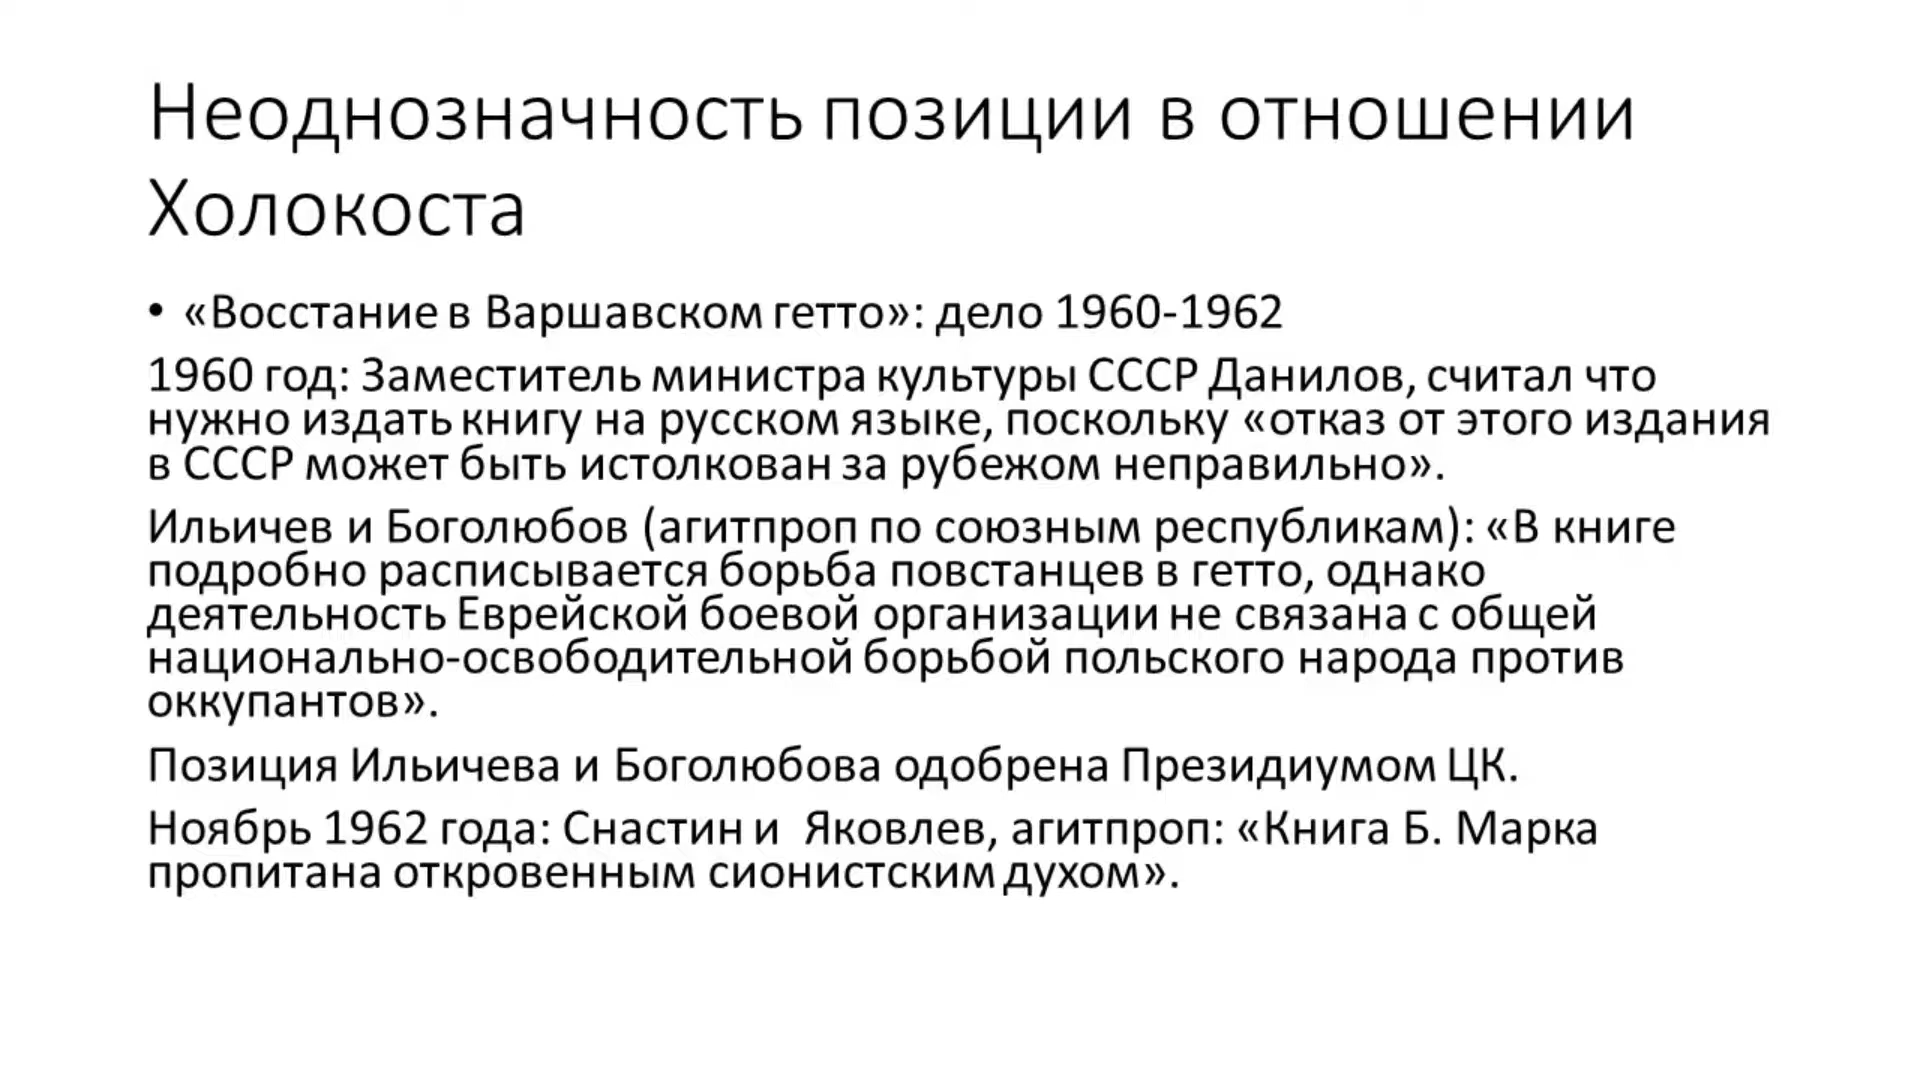 Неоднозначность позиции в отношении
Холокоста
• «Восстание в Варшавском гетто»: дело 1960-1962
1960 год: Заместитель министра культуры СССР Данилов, считал что
нужно издать книгу на русском языке, поскольку «отказ от этого издания
в СССР может быть истолкован за рубежом неправильно».
Ильичев и Боголюбов (агитпроп по союзным республикам): «В книге
подробно расписывается борьба повстанцев в гетто, однако
деятельность Еврейской боевой организации не связана с общей
национально-освободительной борьбой польского народа против
оккупантов».
Позиция Ильичева и Боголюбова одобрена Президиумом ЦК.
Ноябрь 1962 года: Снастин и Яковлев, агитпроп: «Книга Б. Марка
пропитана откровенным сионистским духом».